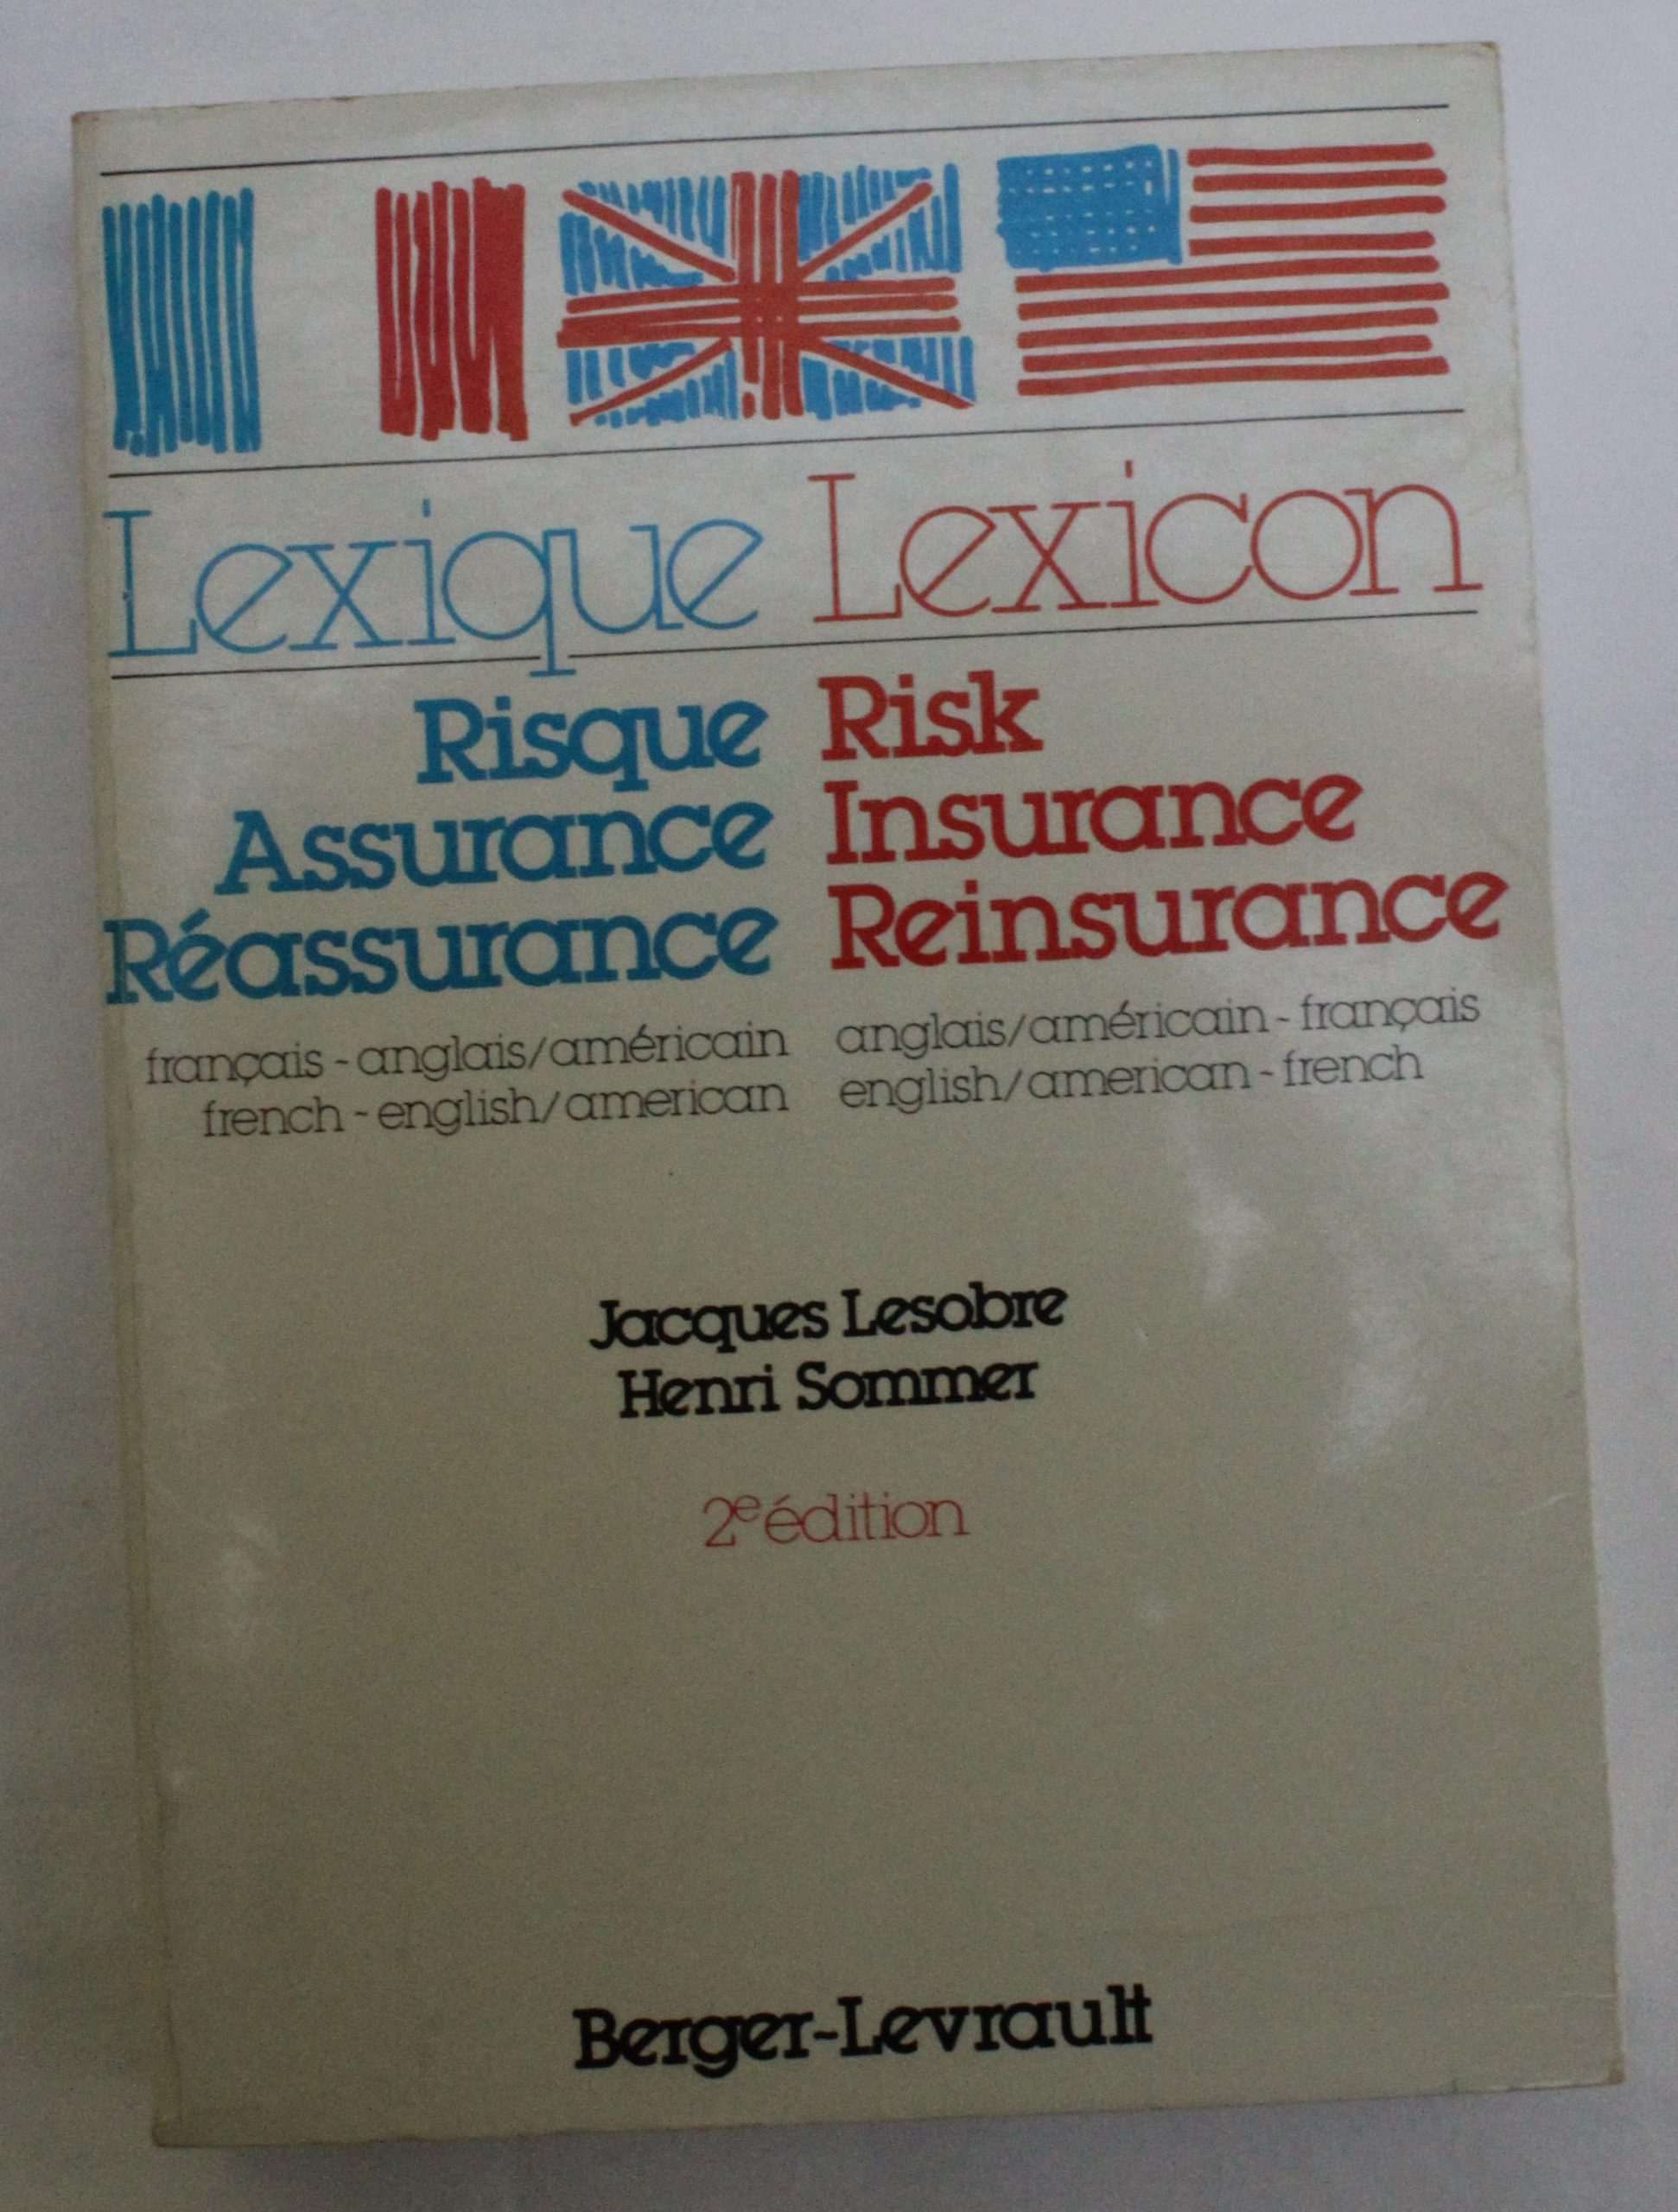 Lexique Lexicon
Risque Risk
Assurance Insurance
Réassurance Reinsurance
français - anglais/américain anglais/américain - français
french - english/american english/american - french
Jacques Lesobre
Henri Sommer
2e édition
Berger-Levrault